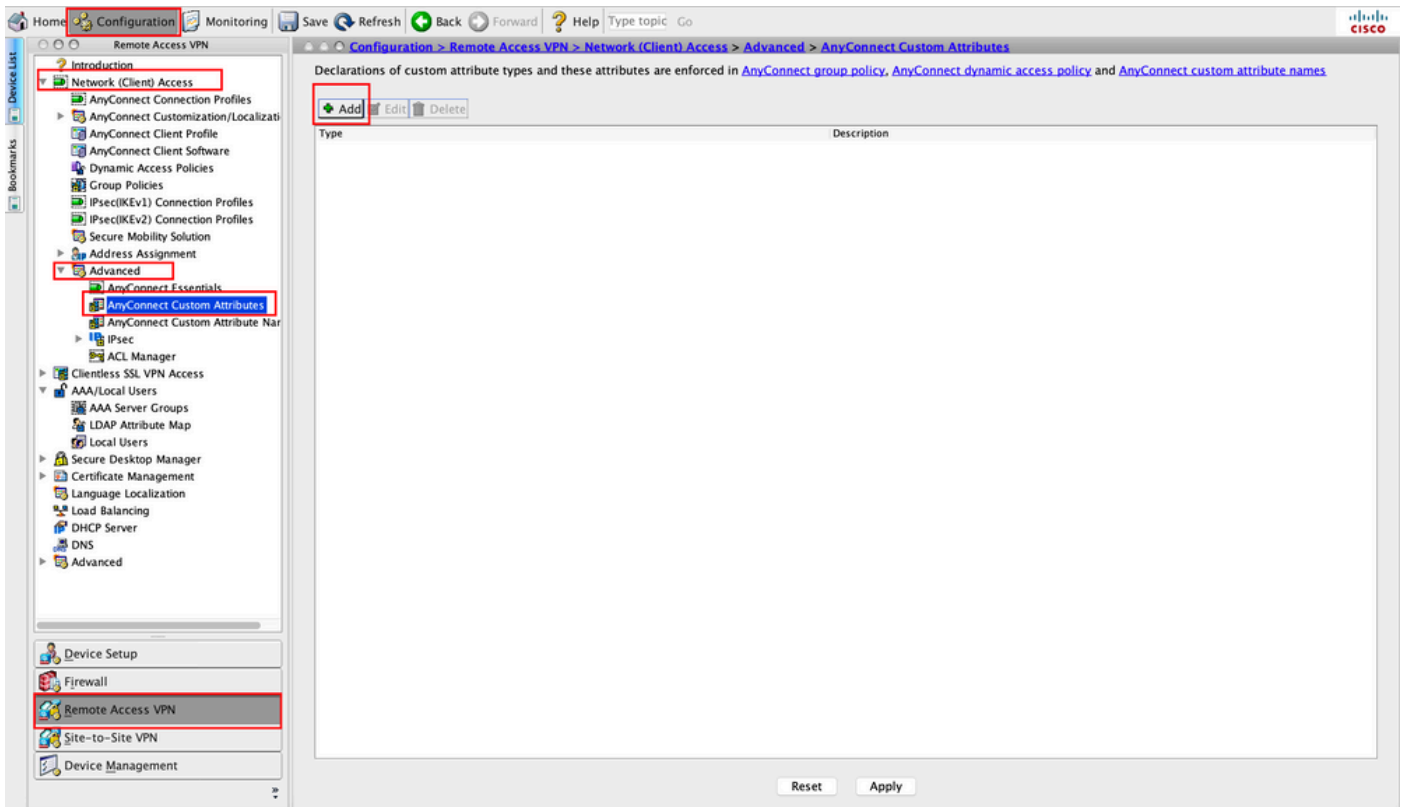 Home Configuration Monitoring Save Refresh Back Forward Help Type topic Go
cisco
Device List
Bookmarks
Remote Access VPN
Introduction
Network (Client) Access
AnyConnect Connection Profiles
AnyConnect Customization/Localizati
AnyConnect Client Profile
AnyConnect Client Software
Dynamic Access Policies
Group Policies
IPsec(IKEv1) Connection Profiles
IPsec(IKEv2) Connection Profiles
Secure Mobility Solution
Address Assignment
Advanced
AnyConnect Essentials
AnyConnect Custom Attributes
AnyConnect Custom Attribute Nar
IPsec
ACL Manager
Clientless SSL VPN Access
AAA/Local Users
AAA Server Groups
LDAP Attribute Map
Local Users
Secure Desktop Manager
Certificate Management
Language Localization
Load Balancing
DHCP Server
DNS
Advanced
Device Setup
Firewall
Remote Access VPN
Site-to-Site VPN
Device Management
Configuration > Remote Access VPN > Network (Client) Access > Advanced > AnyConnect Custom Attributes
Declarations of custom attribute types and these attributes are enforced in AnyConnect group policy, AnyConnect dynamic access policy and AnyConnect custom attribute names
Add Edit Delete
Type Description
Reset Apply